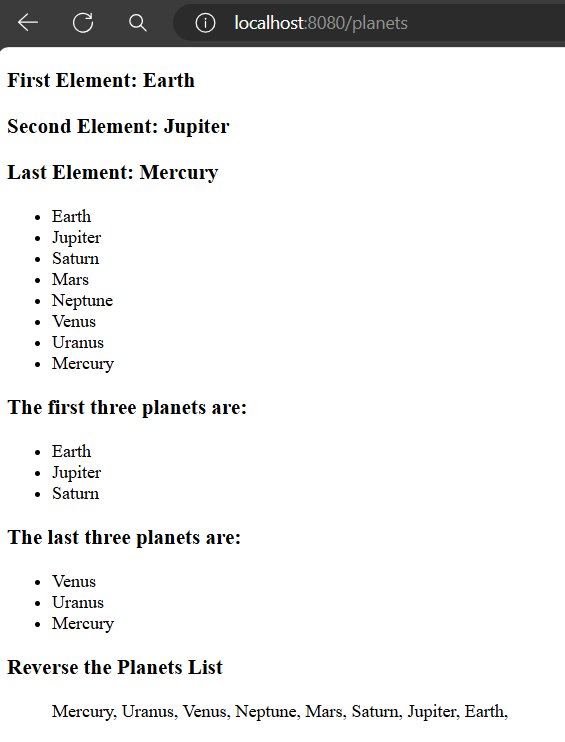 localhost:8080/planets
First Element: Earth
Second Element: Jupiter
Last Element: Mercury
Earth
Jupiter
Saturn
Mars
Neptune
Venus
Uranus
Mercury
The first three planets are:
Earth
Jupiter
Saturn
The last three planets are:
Venus
Uranus
Mercury
Reverse the Planets List
Mercury, Uranus, Venus, Neptune, Mars, Saturn, Jupiter, Earth,